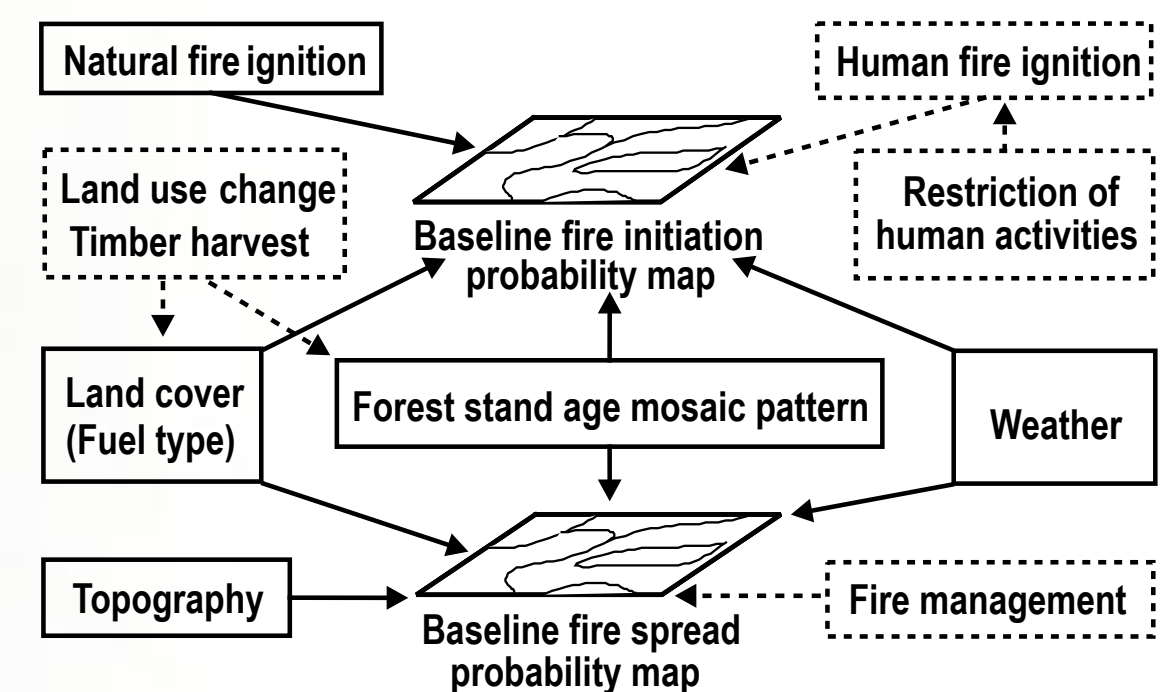 Natural fire ignition
Human fire ignition
Land use change
Timber harvest
Restriction of
human activities
Baseline fire initiation
probability map
Land cover
(Fuel type)
Forest stand age mosaic pattern
Weather
Topography
Fire management
Baseline fire spread
probability map